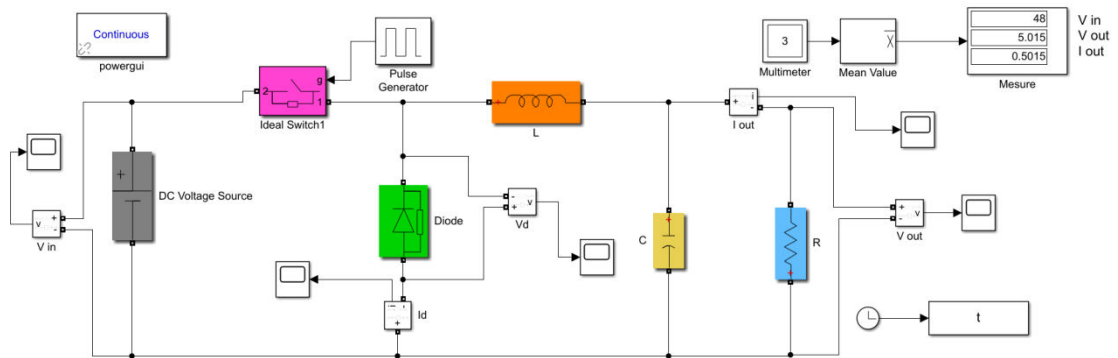 Continuous
powergui
Pulse
Generator
g
2
1
Ideal Switch1
DC Voltage Source
v
+
-
V in
L
Diode
-
+
v
Vd
i
+
Id
C
R
+
-
i
I out
+
-
v
V out
3
Multimeter
Mean Value
X
48
5.015
0.5015
Mesure
V in
V out
I out
t